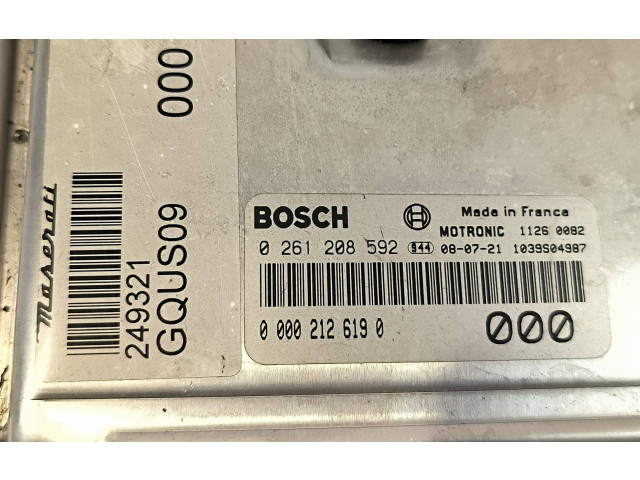 Maserati
249321
GQUS09
000
BOSCH
Made in France
MOTRONIC 1126 0082
0 261 208 592 944 08-07-21 1039S04987
0 000 212 619 0
000